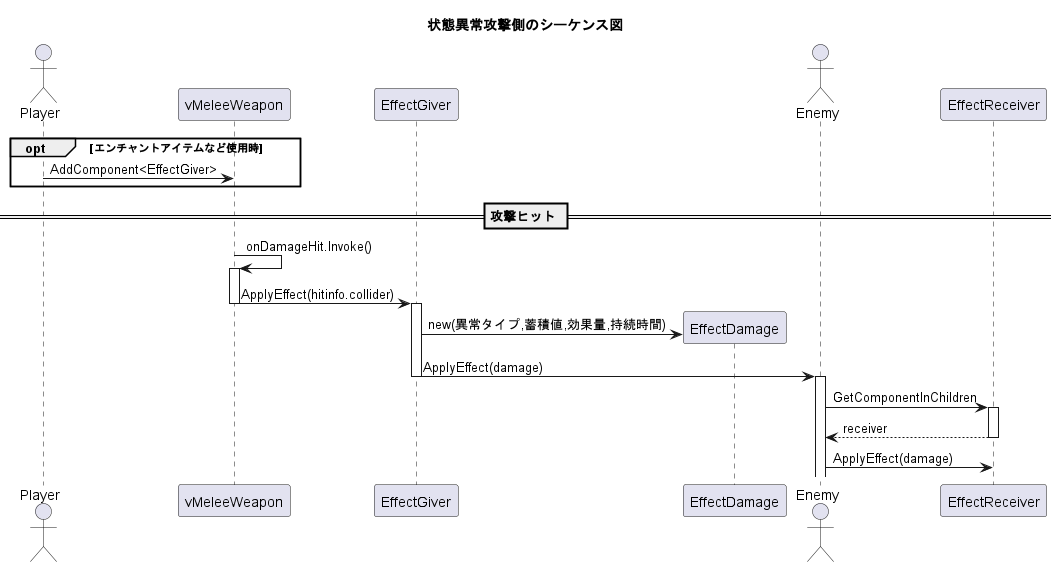 状態異常攻撃側のシーケンス図
Player
vMeleeWeapon
EffectGiver
Enemy
EffectReceiver
opt
[エンチャントアイテムなど使用時]
AddComponent<EffectGiver>
攻撃ヒット
onDamageHit.Invoke()
ApplyEffect(hitinfo.collider)
new(異常タイプ,蓄積値,効果量,持続時間)
EffectDamage
ApplyEffect(damage)
GetComponentInChildren
receiver
ApplyEffect(damage)
Player
vMeleeWeapon
EffectGiver
EffectDamage
Enemy
EffectReceiver